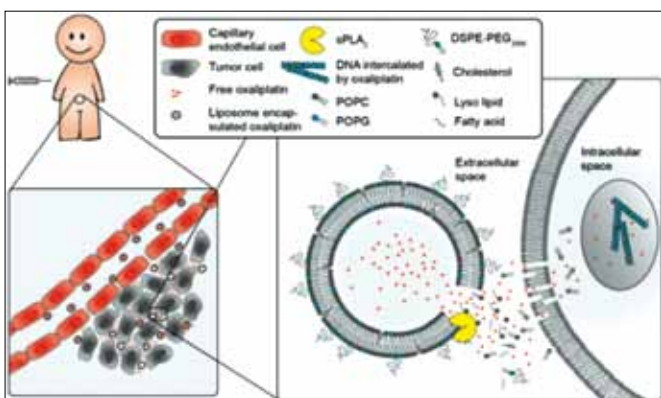 Capillary
endothelial cell
Tumor cell
Free oxaliplatin
Liposome encap-
sulated oxaliplatin
sPLA2
DNA intercalated
by oxaliplatin
POPC
POPG
DSPE-PEG2000
Cholesterol
Lyso lipid
Fatty acid
Extracellular
space
Intracellular
space